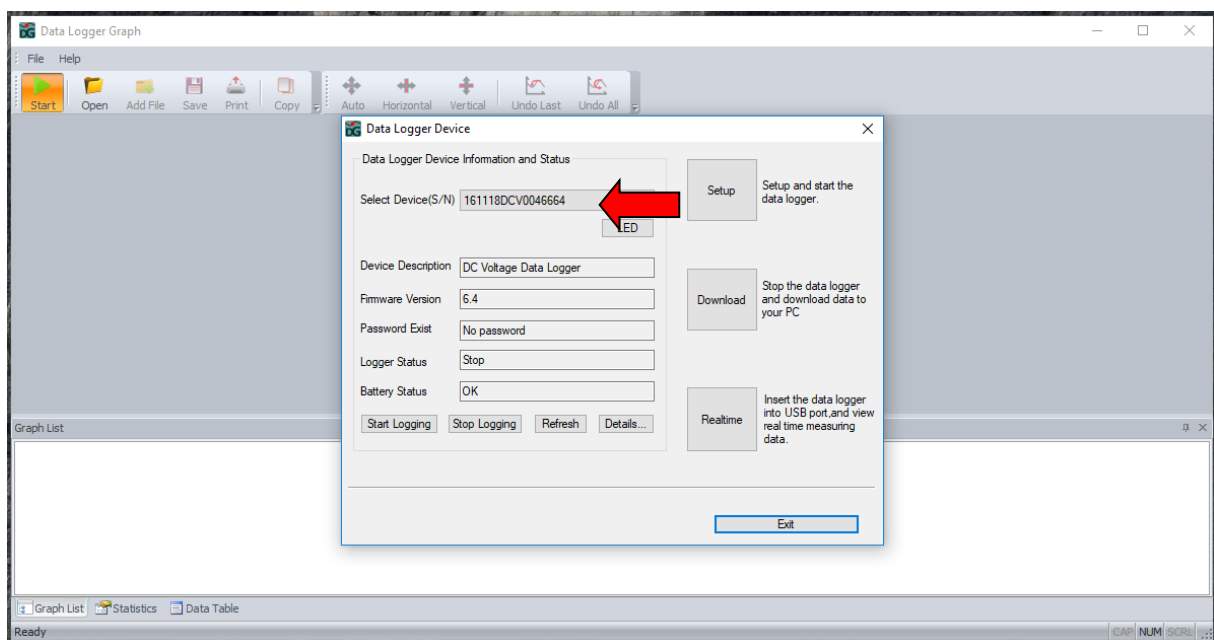 Data Logger Graph
File Help
Start Open Add File Save Print Copy Auto Horizontal Vertical Undo Last Undo All
Data Logger Device
Data Logger Device Information and Status
Select Device(S/N) 161118DCV0046664
Setup
Setup and start the
data logger.
Device Description DC Voltage Data Logger
Firmware Version 6.4
Password Exist No password
Logger Status Stop
Battery Status OK
Start Logging Stop Logging Refresh Details...
Download
Stop the data logger
and download data to
your PC
Realtime
Insert the data logger
into USB port,and view
real time measuring
data.
Exit
Graph List
Graph List Statistics Data Table
Ready CAP NUM SCRL